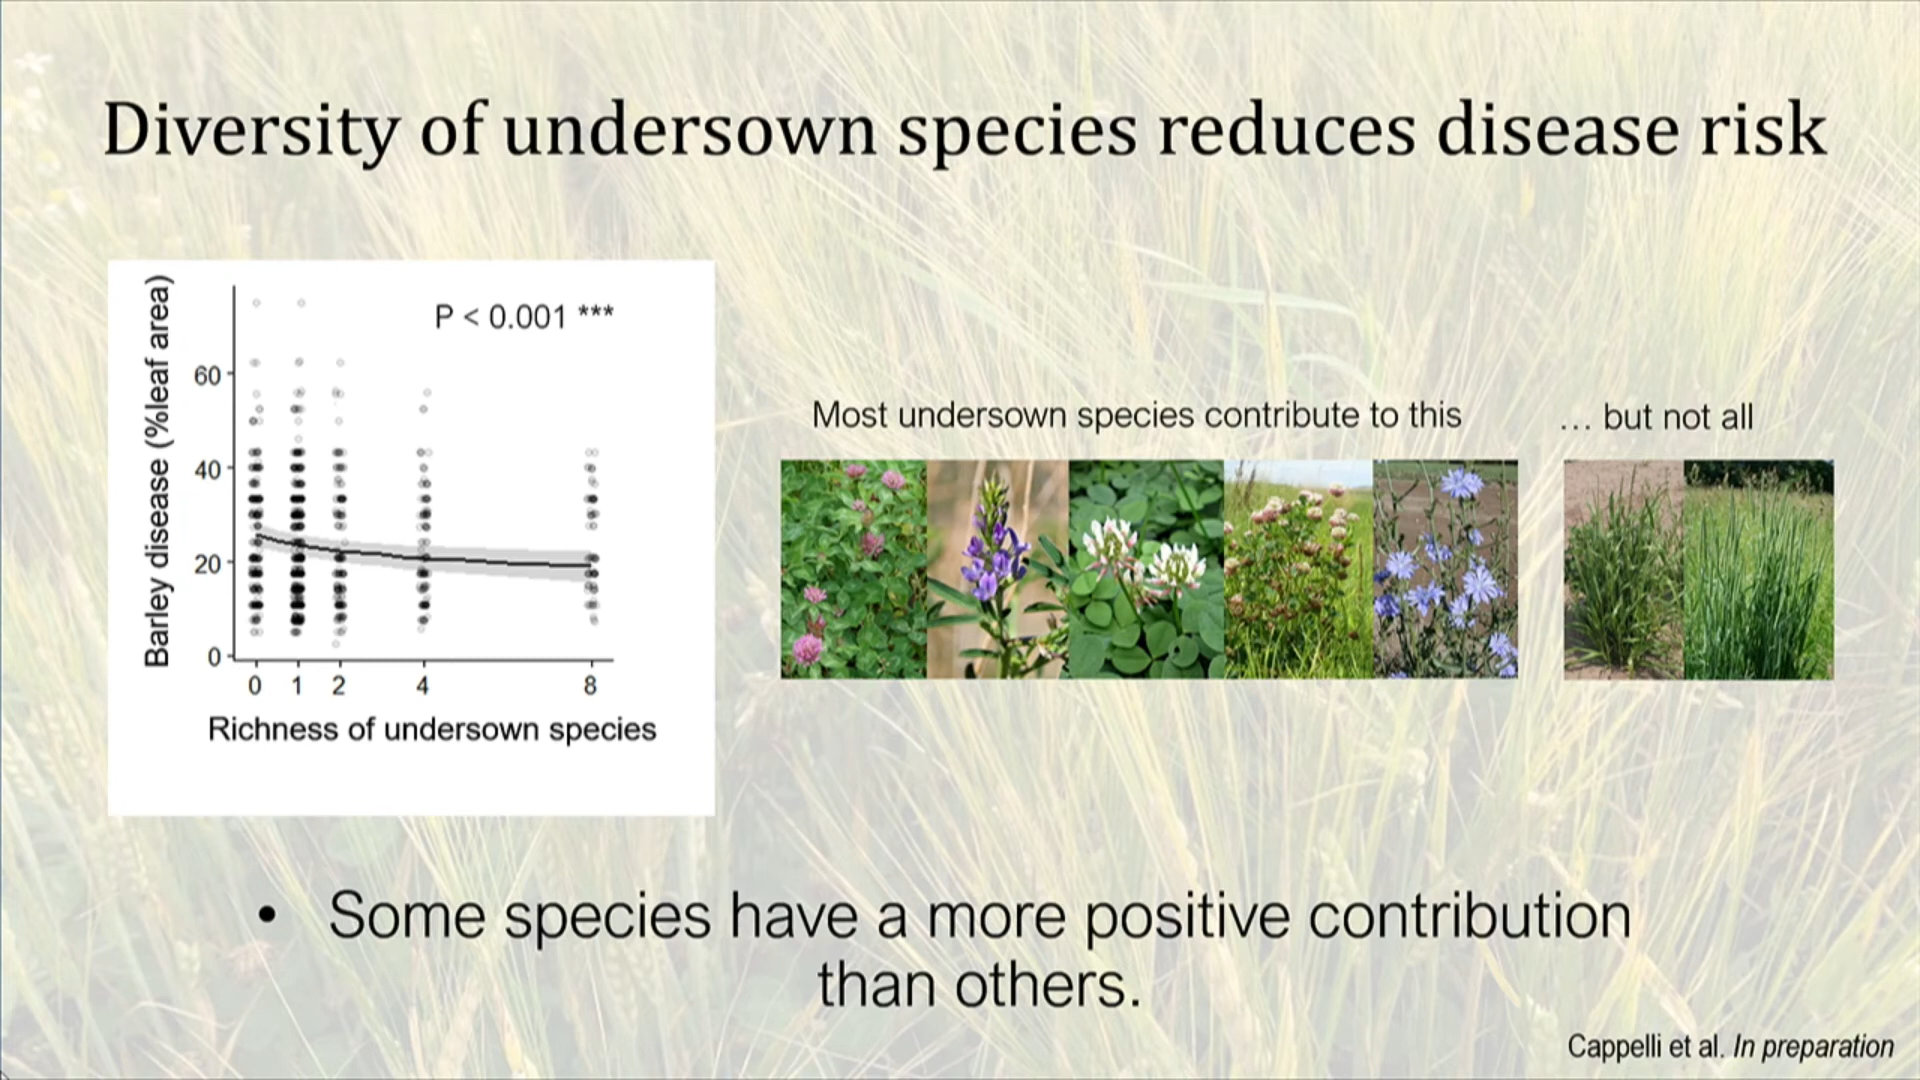 Diversity of undersown species reduces disease risk
Barley disease (%leaf area)
P < 0.001 ***
60
40
20
0
0 1 2 4 8
Richness of undersown species
Most undersown species contribute to this
… but not all
• Some species have a more positive contribution
than others.
Cappelli et al. In preparation